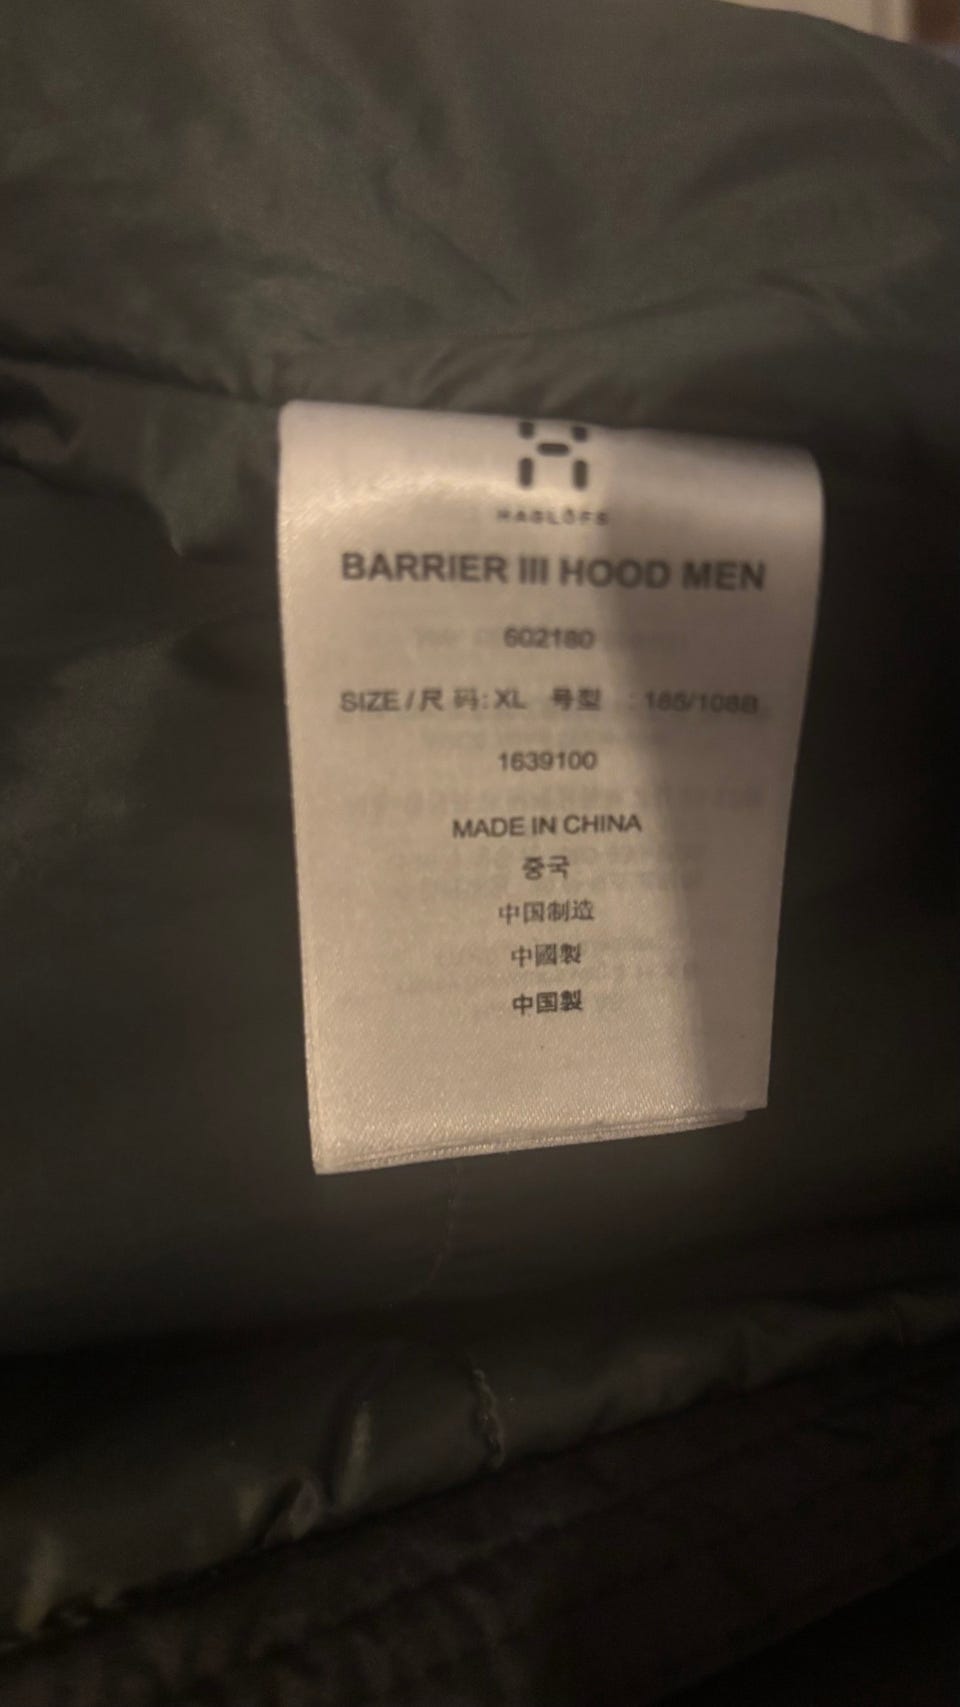 HAGLÖFS
BARRIER III HOOD MEN
602180
SIZE / 尺 码: XL 号型 : 185/108B
1639100
MADE IN CHINA
중국
中国制造
中國製
中国製